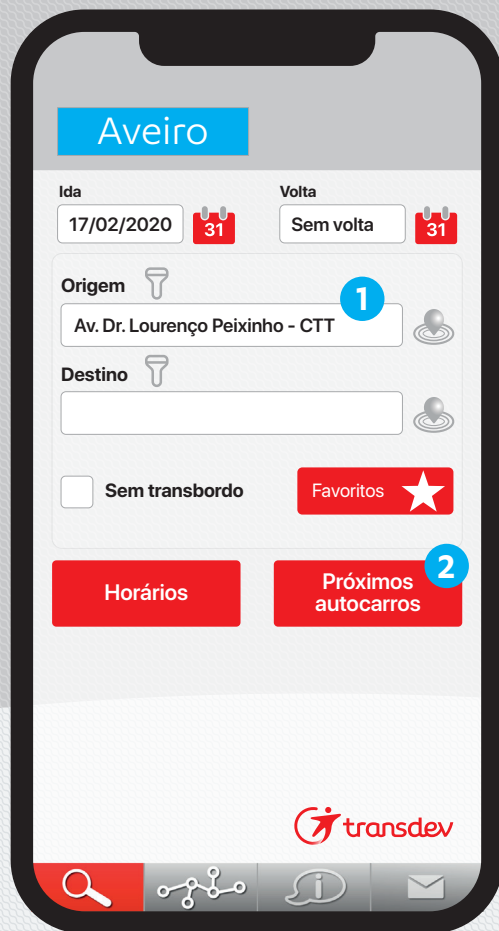 Aveiro
Ida
Volta
17/02/2020
31
Sem volta
31
Origem
1
Av. Dr. Lourenço Peixinho - CTT
Destino
Sem transbordo
Favoritos
2
Horários
Próximos
autocarros
transdev
i